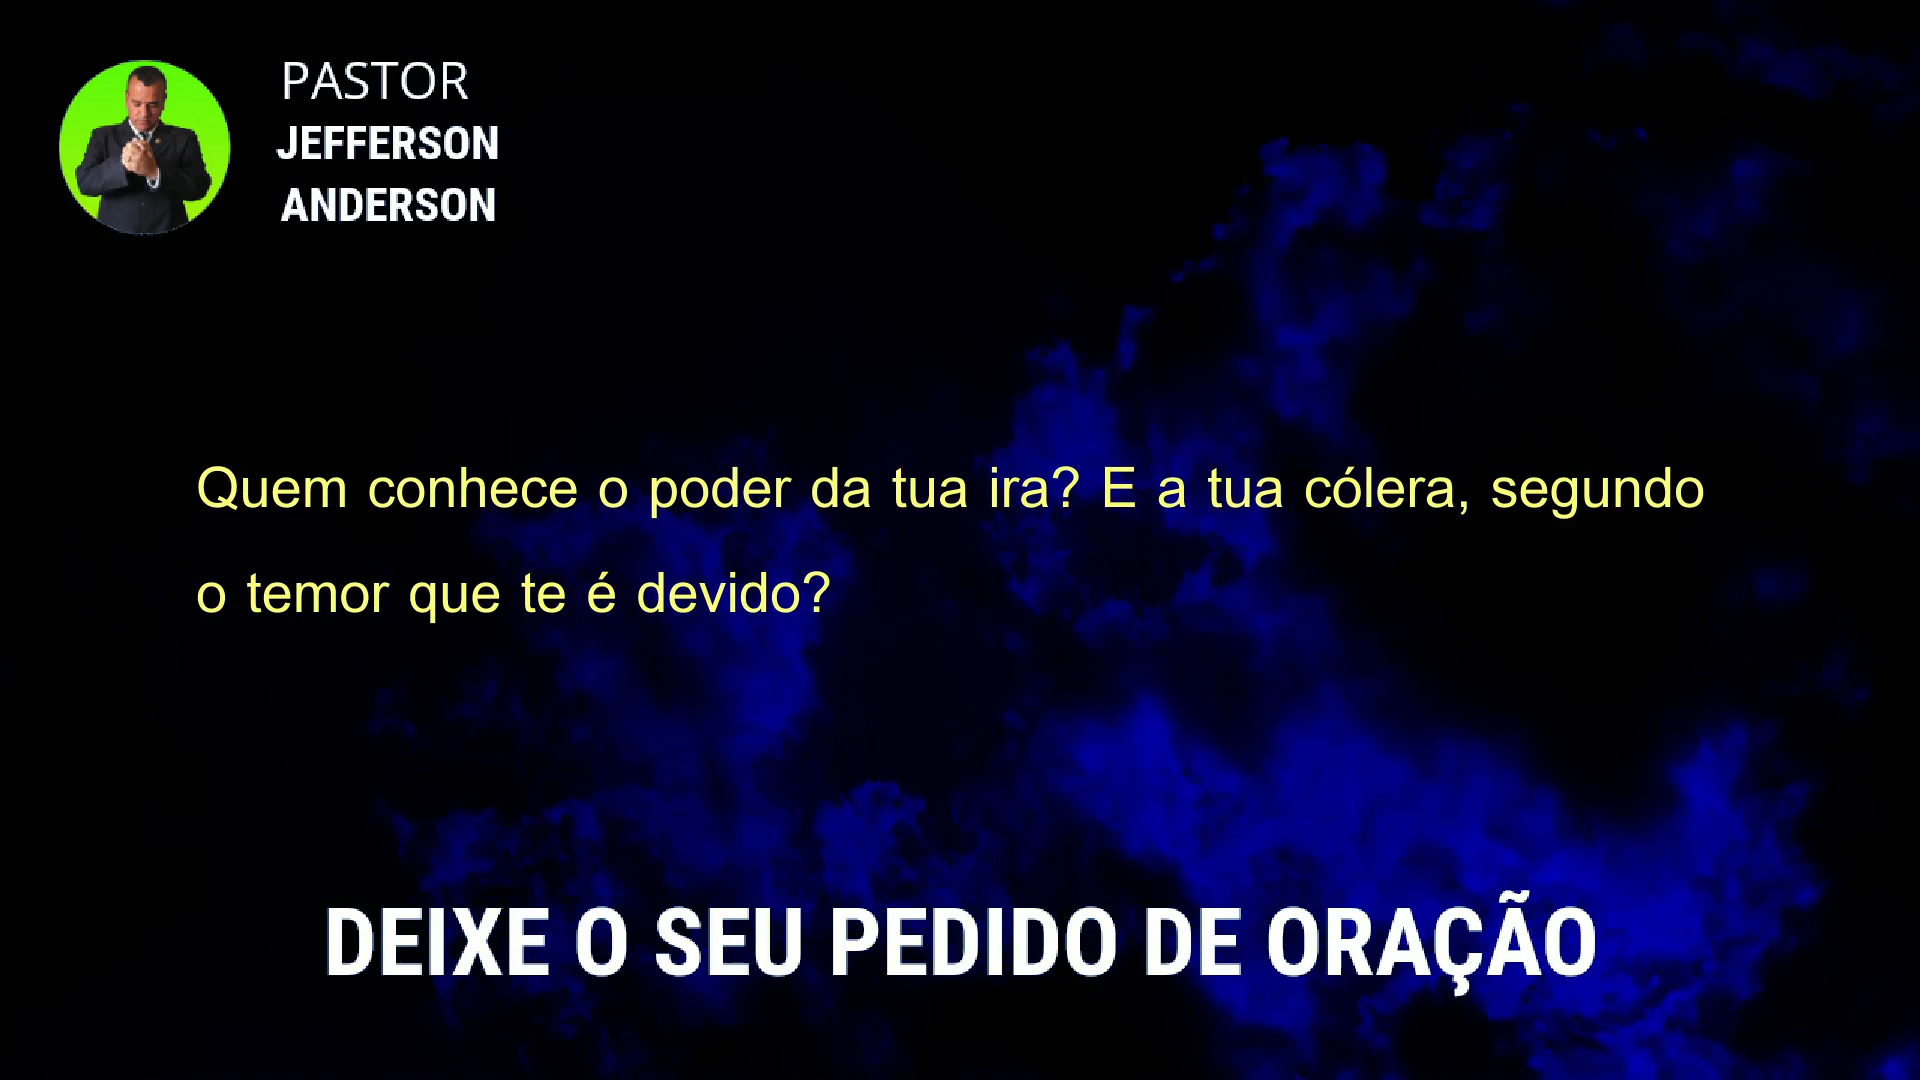 PASTOR
JEFFERSON
ANDERSON
Quem conhece o poder da tua ira? E a tua cólera, segundo
o temor que te é devido?
DEIXE O SEU PEDIDO DE ORAÇÃO